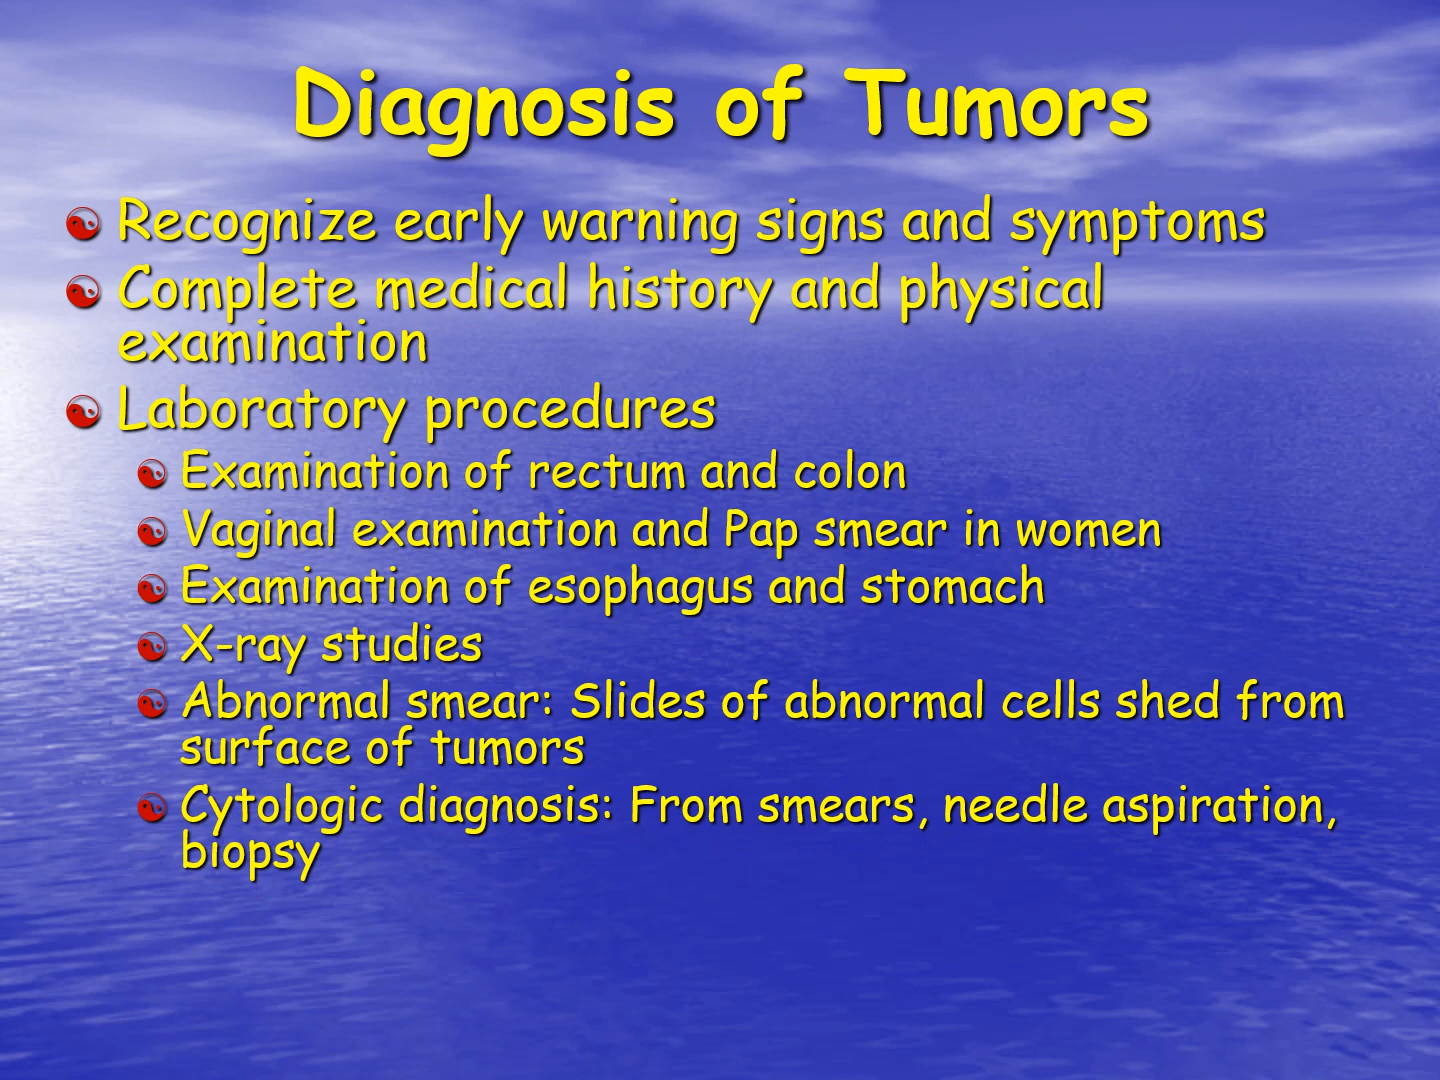 Diagnosis of Tumors
Recognize early warning signs and symptoms
Complete medical history and physical
examination
Laboratory procedures
Examination of rectum and colon
Vaginal examination and Pap smear in women
Examination of esophagus and stomach
X-ray studies
Abnormal smear: Slides of abnormal cells shed from
surface of tumors
Cytologic diagnosis: From smears, needle aspiration,
biopsy